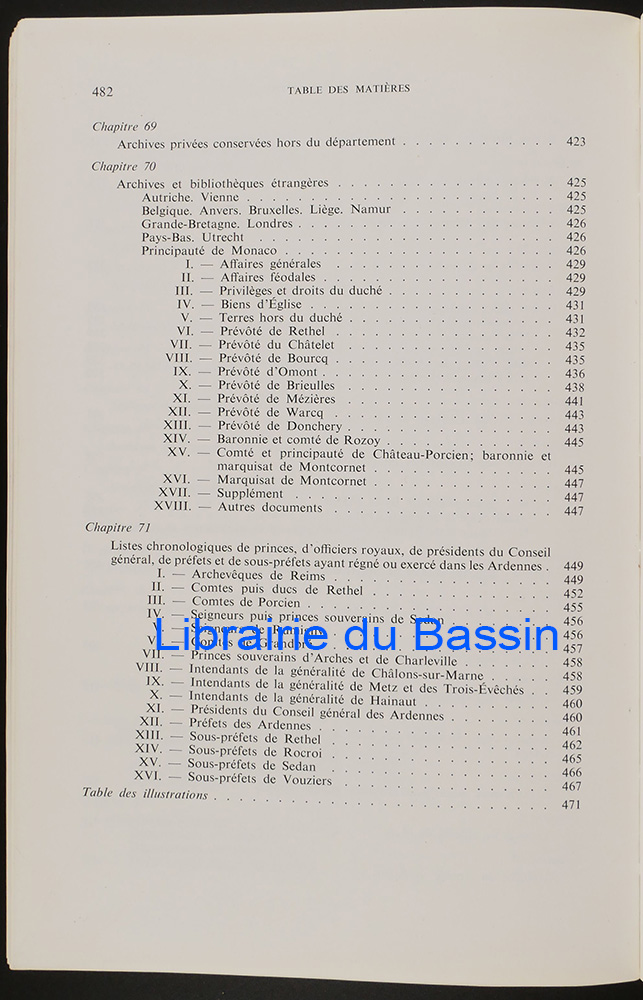 482 TABLE DES MATIÈRES
Chapitre 69
Archives privées conservées hors du département . . . . . . . . . . . . 423
Chapitre 70
Archives et bibliothèques étrangères . . . . . . . . . . . . . . . . . 425
Autriche. Vienne . . . . . . . . . . . . . . . . . . . . . . . 425
Belgique. Anvers. Bruxelles. Liège. Namur . . . . . . . . . . . . 425
Grande-Bretagne. Londres . . . . . . . . . . . . . . . . . . . . 426
Pays-Bas. Utrecht . . . . . . . . . . . . . . . . . . . . . . . 426
Principauté de Monaco . . . . . . . . . . . . . . . . . . . . . 426
I. — Affaires générales . . . . . . . . . . . . . . . . . 429
II. — Affaires féodales . . . . . . . . . . . . . . . . . . 429
III. — Privilèges et droits du duché . . . . . . . . . . . . . 429
IV. — Biens d'Église . . . . . . . . . . . . . . . . . . . 431
V. — Terres hors du duché . . . . . . . . . . . . . . . . 431
VI. — Prévôté de Rethel . . . . . . . . . . . . . . . . . . 432
VII. — Prévôté du Châtelet . . . . . . . . . . . . . . . . . 435
VIII. — Prévôté de Bourcq . . . . . . . . . . . . . . . . . 435
IX. — Prévôté d'Omont . . . . . . . . . . . . . . . . . . 436
X. — Prévôté de Brieulles . . . . . . . . . . . . . . . . . 438
XI. — Prévôté de Mézières . . . . . . . . . . . . . . . . . 441
XII. — Prévôté de Warcq . . . . . . . . . . . . . . . . . . 443
XIII. — Prévôté de Donchery . . . . . . . . . . . . . . . . 443
XIV. — Baronnie et comté de Rozoy . . . . . . . . . . . . . 445
XV. — Comté et principauté de Château-Porcien; baronnie et
marquisat de Montcornet . . . . . . . . . . . . . . 445
XVI. — Marquisat de Montcornet . . . . . . . . . . . . . . 447
XVII. — Supplément . . . . . . . . . . . . . . . . . . . . 447
XVIII. — Autres documents . . . . . . . . . . . . . . . . . 447
Chapitre 71
Listes chronologiques de princes, d'officiers royaux, de présidents du Conseil
général, de préfets et de sous-préfets ayant régné ou exercé dans les Ardennes . 449
I. — Archevêques de Reims . . . . . . . . . . . . . . . . 449
II. — Comtes puis ducs de Rethel . . . . . . . . . . . . . . 452
III. — Comtes de Porcien . . . . . . . . . . . . . . . . . . 455
IV. — Seigneurs puis princes souverains de Sedan . . . . . . . 456
V. — Seigneurs de 456
VI. — Comtes de Grandpré 457
VII. — Princes souverains d'Arches et de Charleville . . . . . . 458
VIII. — Intendants de la généralité de Châlons-sur-Marne . . . . . 458
IX. — Intendants de la généralité de Metz et des Trois-Évêchés . . 459
X. — Intendants de la généralité de Hainaut . . . . . . . . . 460
XI. — Présidents du Conseil général des Ardennes . . . . . . . 460
XII. — Préfets des Ardennes . . . . . . . . . . . . . . . . . 461
XIII. — Sous-préfets de Rethel . . . . . . . . . . . . . . . . 462
XIV. — Sous-préfets de Rocroi . . . . . . . . . . . . . . . . 465
XV. — Sous-préfets de Sedan . . . . . . . . . . . . . . . . 466
XVI. — Sous-préfets de Vouziers . . . . . . . . . . . . . . . 467
Table des illustrations . . . . . . . . . . . . . . . . . . . . . . . . . 471
Librairie du Bassin